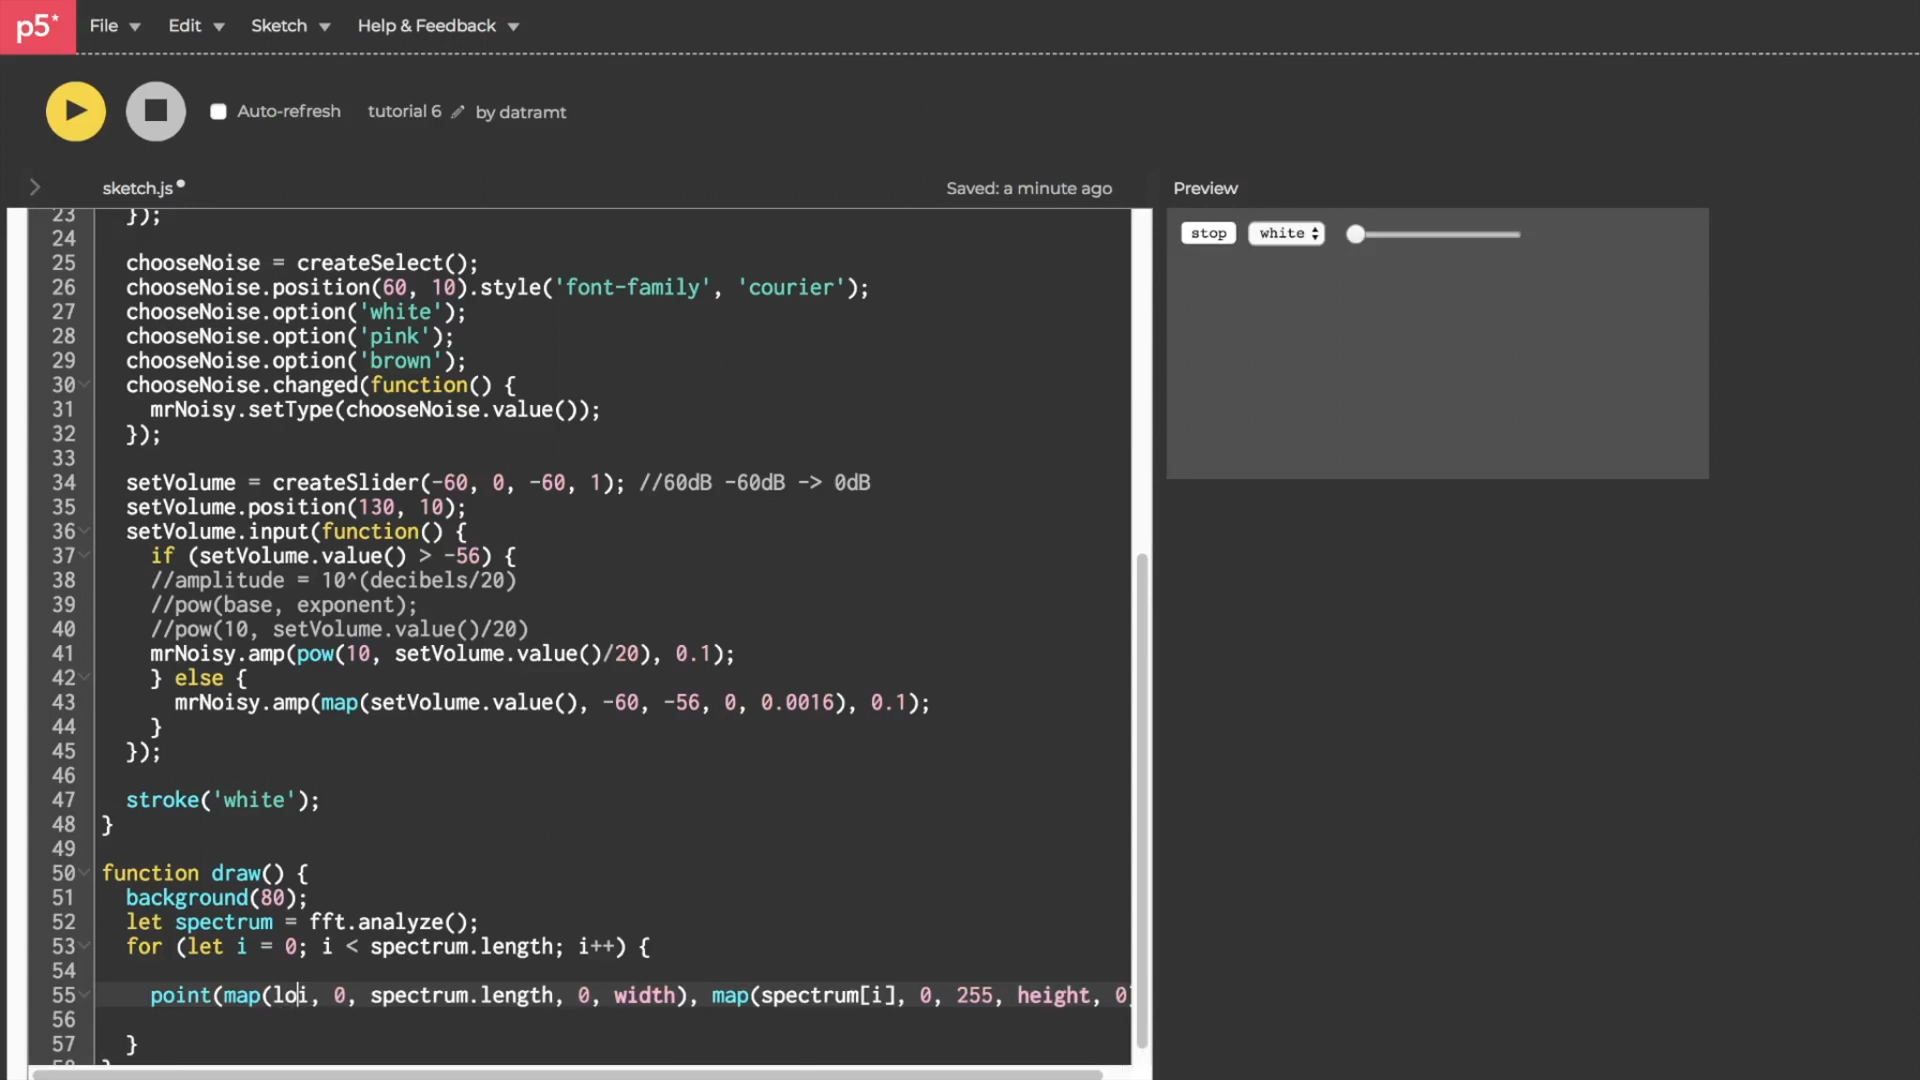 p5* File Edit Sketch Help & Feedback
Auto-refresh tutorial 6 by datramt
sketch.js Saved: a minute ago Preview
stop white
23 });
24
25 chooseNoise = createSelect();
26 chooseNoise.position(60, 10).style('font-family', 'courier');
27 chooseNoise.option('white');
28 chooseNoise.option('pink');
29 chooseNoise.option('brown');
30 chooseNoise.changed(function() {
31 mrNoisy.setType(chooseNoise.value());
32 });
33
34 setVolume = createSlider(-60, 0, -60, 1); //60dB -60dB -> 0dB
35 setVolume.position(130, 10);
36 setVolume.input(function() {
37 if (setVolume.value() > -56) {
38 //amplitude = 10^(decibels/20)
39 //pow(base, exponent);
40 //pow(10, setVolume.value()/20)
41 mrNoisy.amp(pow(10, setVolume.value()/20), 0.1);
42 } else {
43 mrNoisy.amp(map(setVolume.value(), -60, -56, 0, 0.0016), 0.1);
44 }
45 });
46
47 stroke('white');
48 }
49
50 function draw() {
51 background(80);
52 let spectrum = fft.analyze();
53 for (let i = 0; i < spectrum.length; i++) {
54
55 point(map(loi, 0, spectrum.length, 0, width), map(spectrum[i], 0, 255, height, 0)
56
57 }